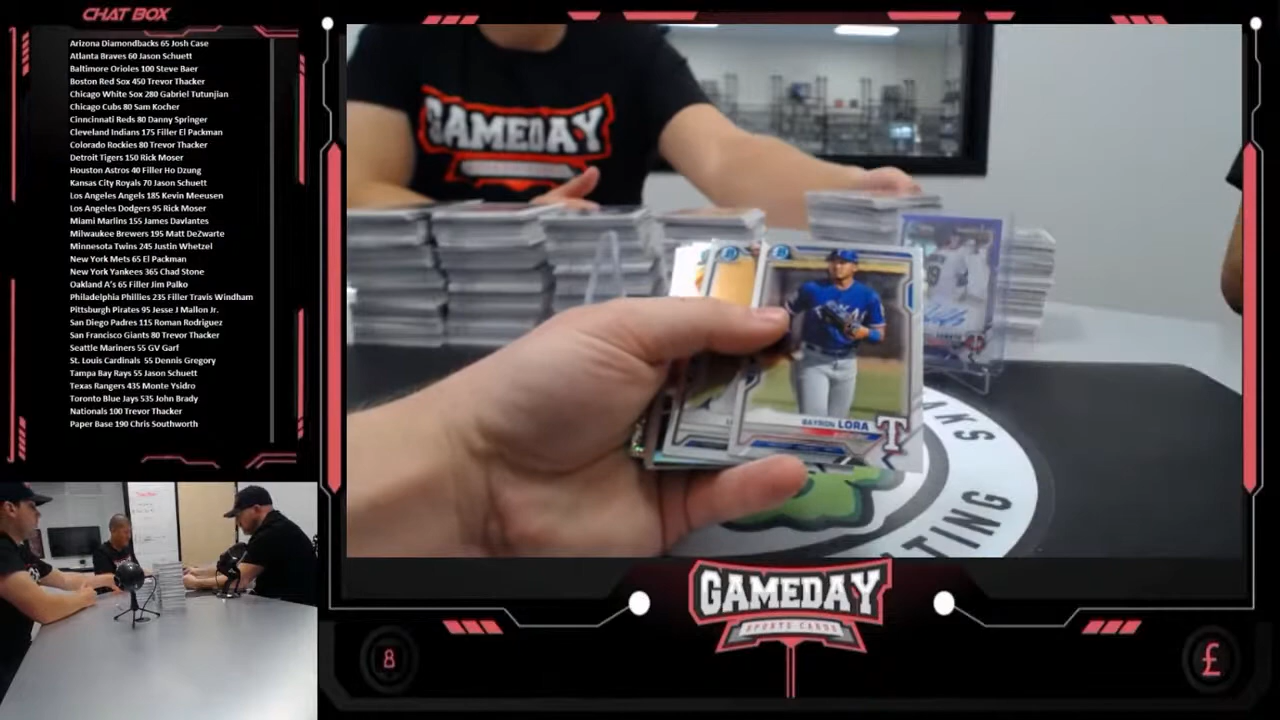 CHAT BOX
Arizona Diamondbacks 65 Josh Case
Atlanta Braves 60 Jason Schuett
Baltimore Orioles 100 Steve Baer
Boston Red Sox 450 Trevor Thacker
Chicago White Sox 280 Gabriel Tutunjian
Chicago Cubs 80 Sam Kocher
Cinncinnati Reds 80 Danny Springer
Cleveland Indians 175 Filler El Packman
Colorado Rockies 80 Trevor Thacker
Detroit Tigers 150 Rick Moser
Houston Astros 40 Filler Ho Dzung
Kansas City Royals 70 Jason Schuett
Los Angeles Angels 185 Kevin Meeusen
Los Angeles Dodgers 95 Rick Moser
Miami Marlins 155 James Davlantes
Milwaukee Brewers 195 Matt DeZwarte
Minnesota Twins 245 Justin Whetzel
New York Mets 65 El Packman
New York Yankees 365 Chad Stone
Oakland A's 65 Filler Jim Palko
Philadelphia Phillies 235 Filler Travis Windham
Pittsburgh Pirates 95 Jesse J Mallon Jr.
San Diego Padres 115 Roman Rodriguez
San Francisco Giants 80 Trevor Thacker
Seattle Mariners 55 GV Garf
St. Louis Cardinals 55 Dennis Gregory
Tampa Bay Rays 55 Jason Schuett
Texas Rangers 435 Monte Ysidro
Toronto Blue Jays 535 John Brady
Nationals 100 Trevor Thacker
Paper Base 190 Chris Southworth
GAMEDAY
BAYRON LORA
T
ANS
TING
GAMEDAY
SPORTS CARDS
8
£